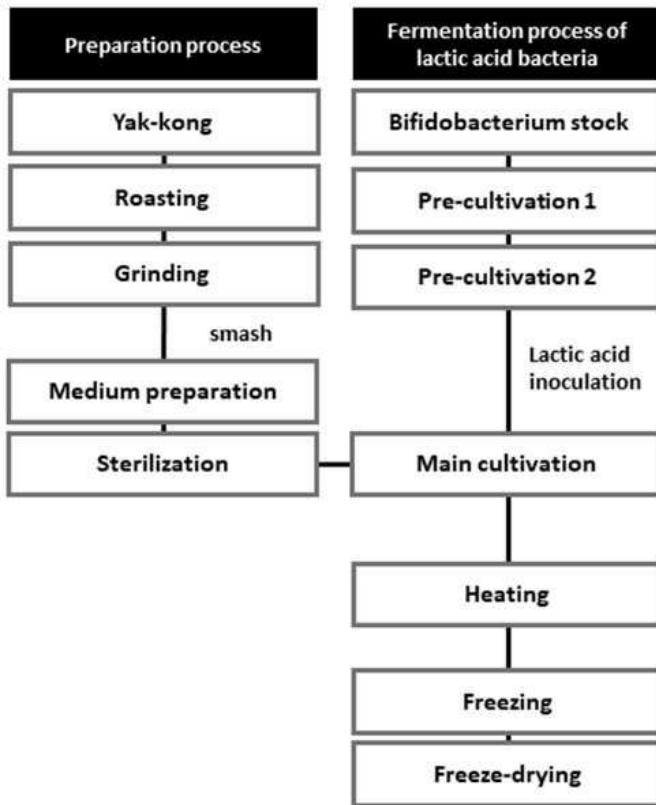 Preparation process
Yak-kong
Roasting
Grinding
smash
Medium preparation
Sterilization
Fermentation process of
lactic acid bacteria
Bifidobacterium stock
Pre-cultivation 1
Pre-cultivation 2
Lactic acid
inoculation
Main cultivation
Heating
Freezing
Freeze-drying